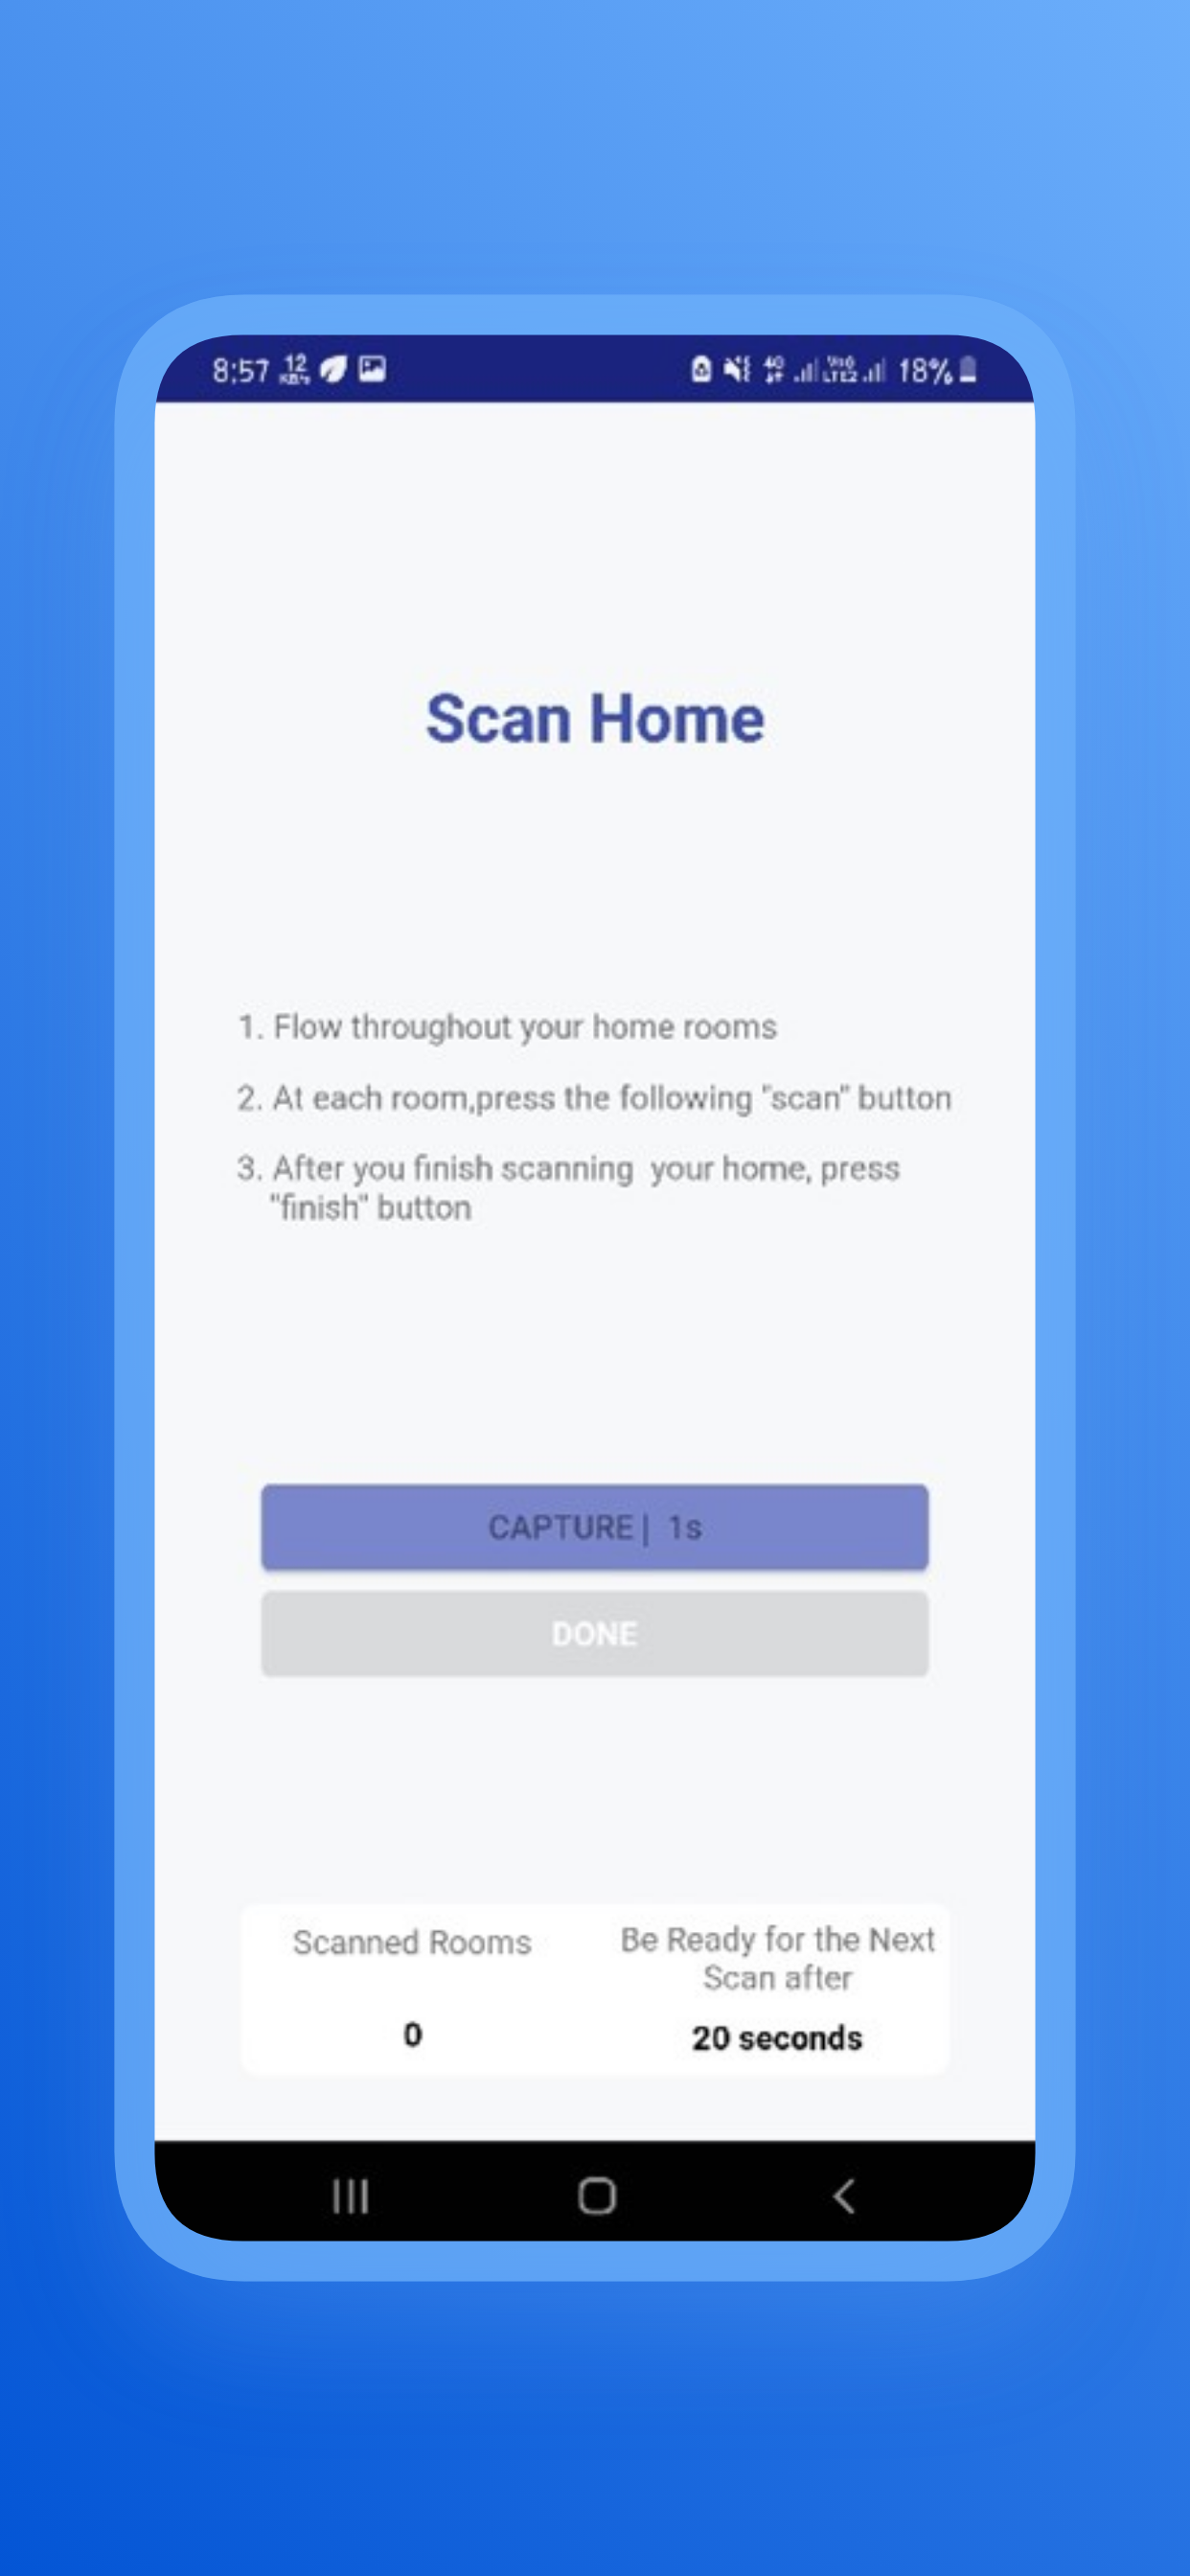 8:57 12 KB/s 4G LTE2 18%
Scan Home
1. Flow throughout your home rooms
2. At each room,press the following "scan" button
3. After you finish scanning  your home, press
"finish" button
CAPTURE |  1s
DONE
Scanned Rooms
0
Be Ready for the Next
Scan after
20 seconds